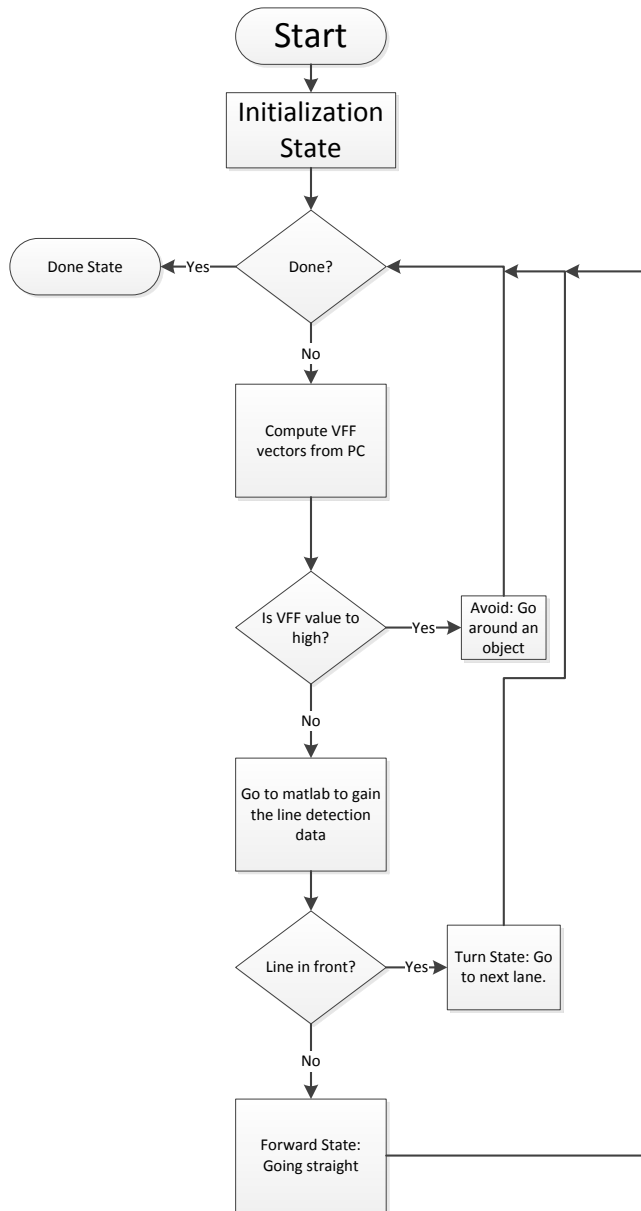 Start
Initialization
State
Done State
Yes
Done?
No
Compute VFF
vectors from PC
Is VFF value to
high?
Yes
Avoid: Go
around an
object
No
Go to matlab to gain
the line detection
data
Line in front?
Yes
Turn State: Go
to next lane.
No
Forward State:
Going straight